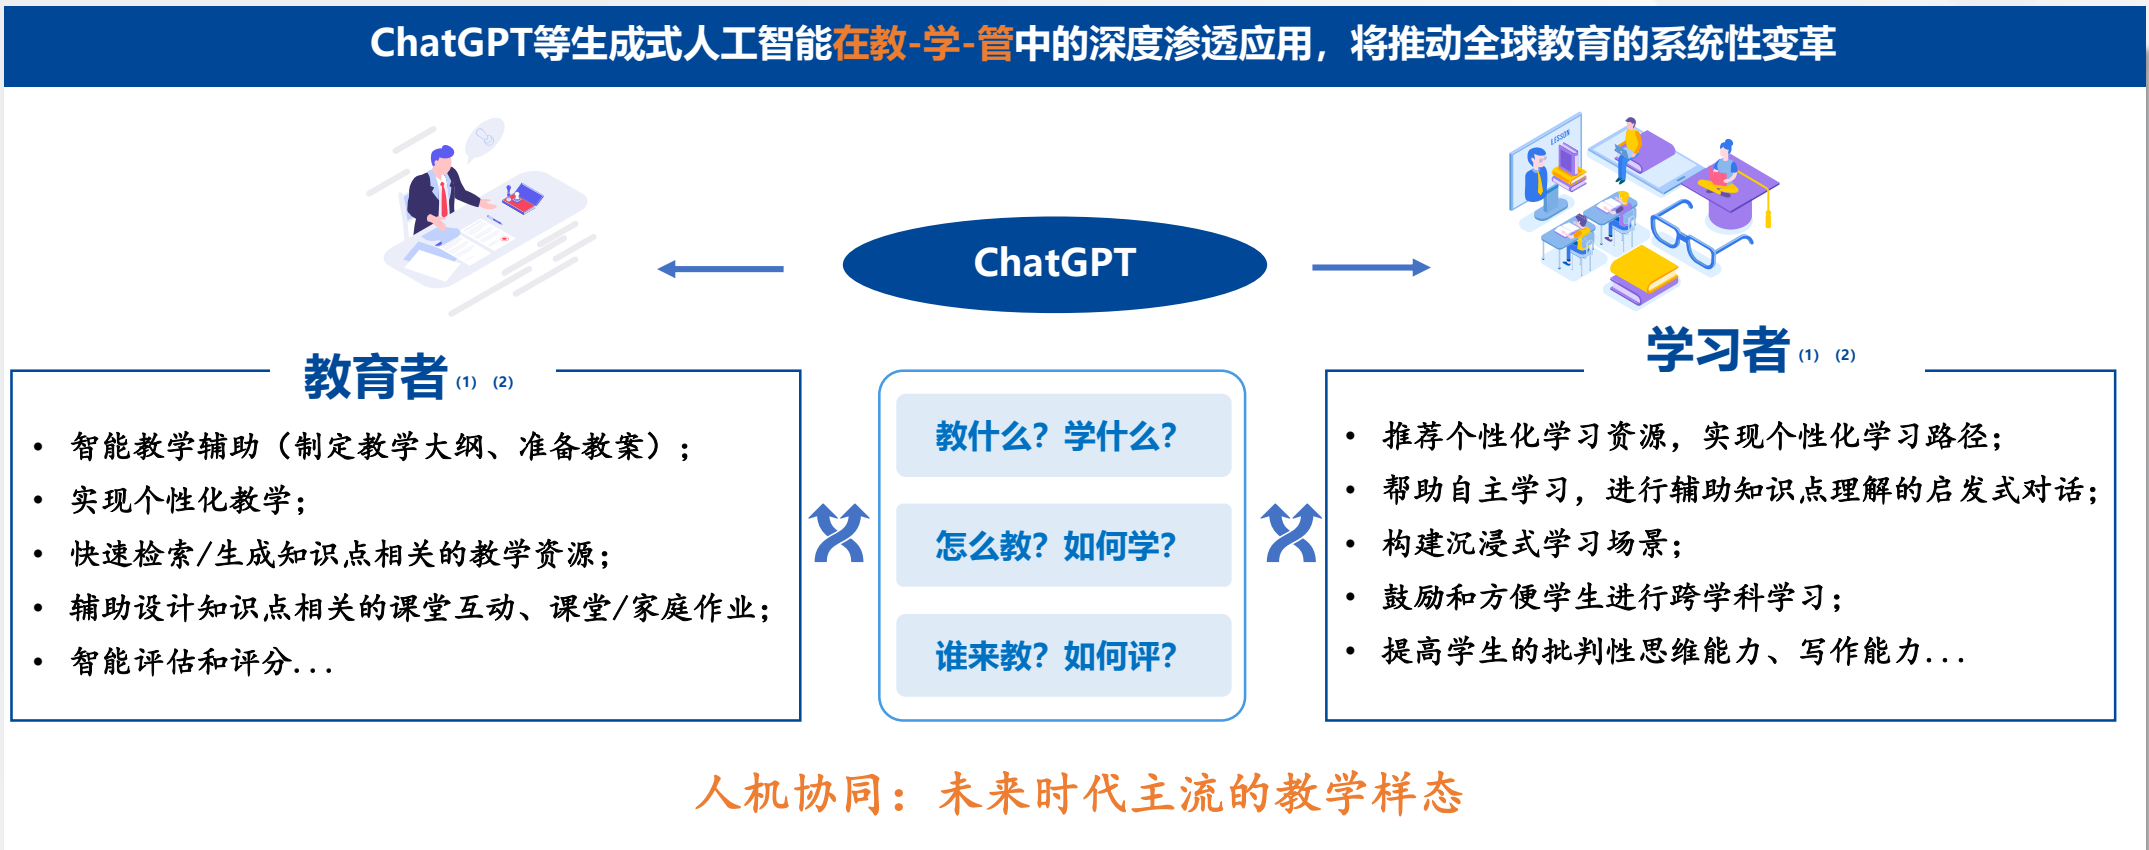 ChatGPT等生成式人工智能在教-学-管中的深度渗透应用，将推动全球教育的系统性变革
LESSON
ChatGPT
教育者（1）（2）
• 智能教学辅助（制定教学大纲、准备教案）；
• 实现个性化教学；
• 快速检索/生成知识点相关的教学资源；
• 辅助设计知识点相关的课堂互动、课堂/家庭作业；
• 智能评估和评分...
教什么？学什么？
怎么教？如何学？
谁来教？如何评？
学习者（1）（2）
• 推荐个性化学习资源，实现个性化学习路径；
• 帮助自主学习，进行辅助知识点理解的启发式对话；
• 构建沉浸式学习场景；
• 鼓励和方便学生进行跨学科学习；
• 提高学生的批判性思维能力、写作能力...
人机协同：未来时代主流的教学样态